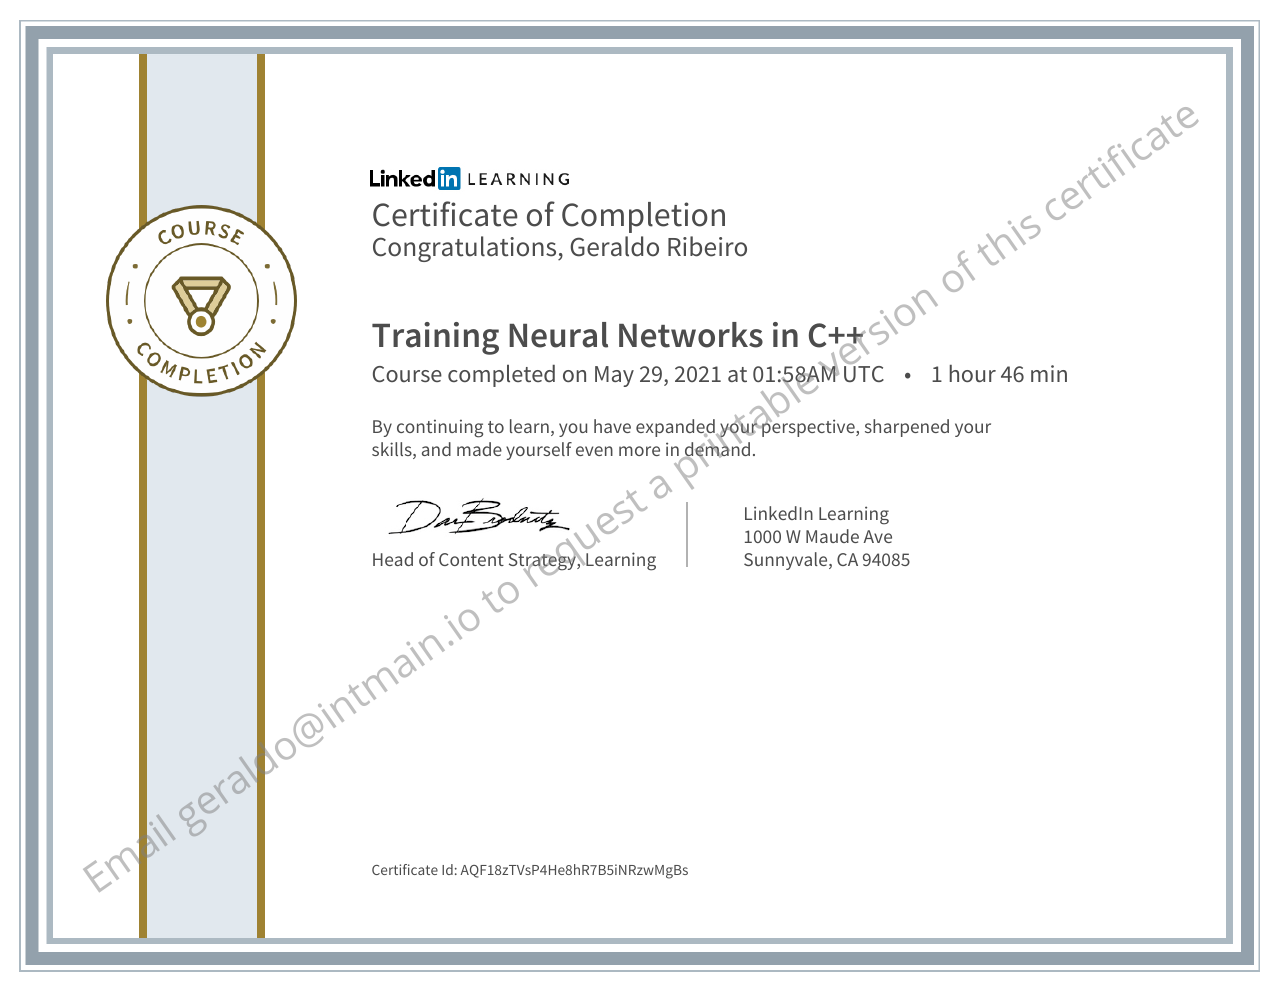 COURSE
COMPLETION
Linked in LEARNING
Certificate of Completion
Congratulations, Geraldo Ribeiro
Training Neural Networks in C++
Course completed on May 29, 2021 at 01:58AM UTC • 1 hour 46 min
By continuing to learn, you have expanded your perspective, sharpened your
skills, and made yourself even more in demand.
Head of Content Strategy, Learning
LinkedIn Learning
1000 W Maude Ave
Sunnyvale, CA 94085
Certificate Id: AQF18zTVsP4He8hR7B5iNRzwMgBs
Email geraldo@intmain.io to request a printable version of this certificate